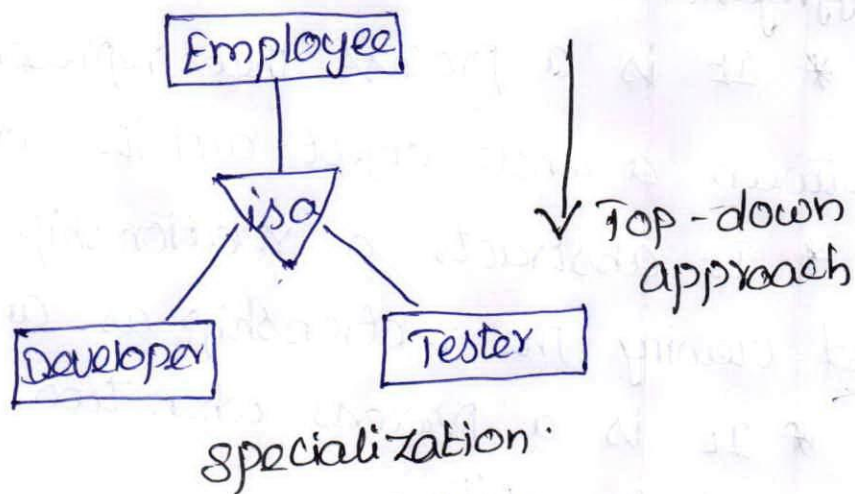 Employee
isa
Top-down
approach
Developer
Tester
specialization.